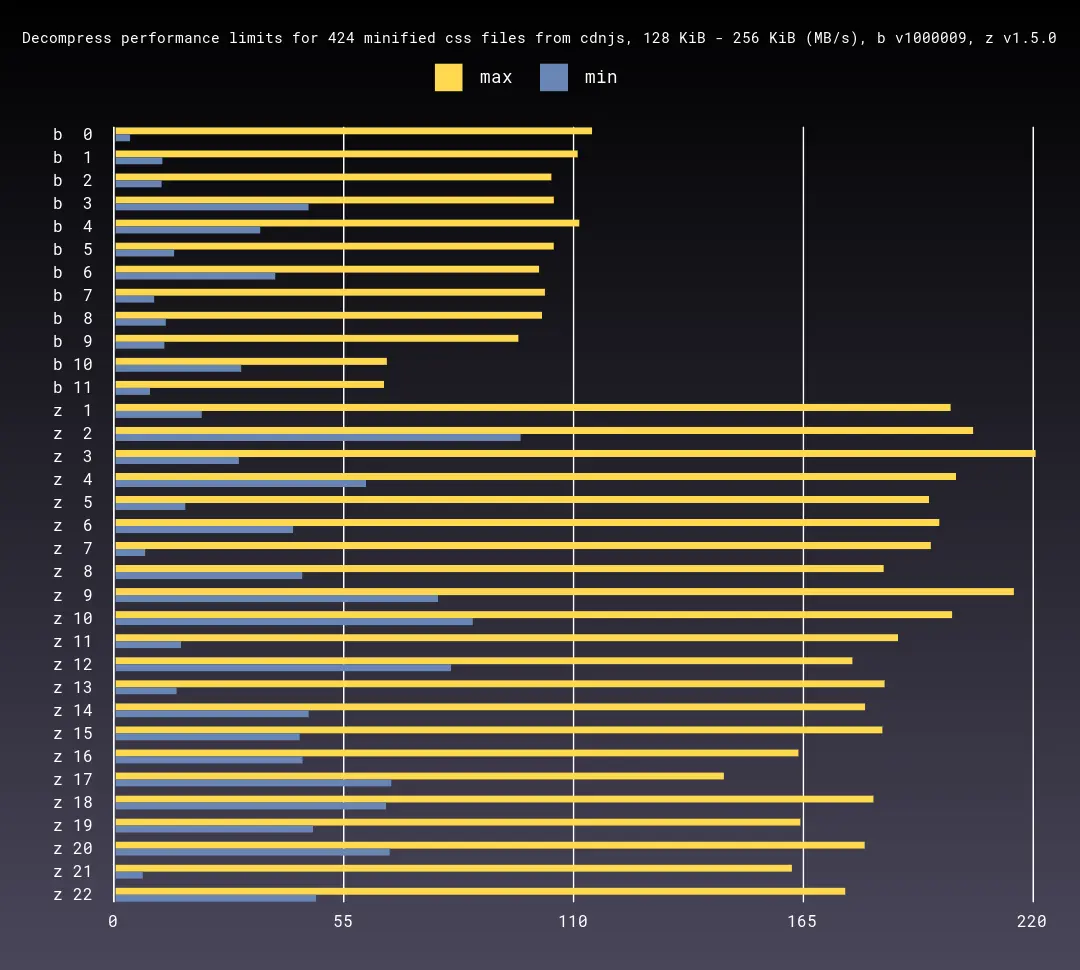 Decompress performance limits for 424 minified css files from cdnjs, 128 KiB - 256 KiB (MB/s), b v1000009, z v1.5.0
max min
b 0
b 1
b 2
b 3
b 4
b 5
b 6
b 7
b 8
b 9
b 10
b 11
z 1
z 2
z 3
z 4
z 5
z 6
z 7
z 8
z 9
z 10
z 11
z 12
z 13
z 14
z 15
z 16
z 17
z 18
z 19
z 20
z 21
z 22
0 55 110 165 220